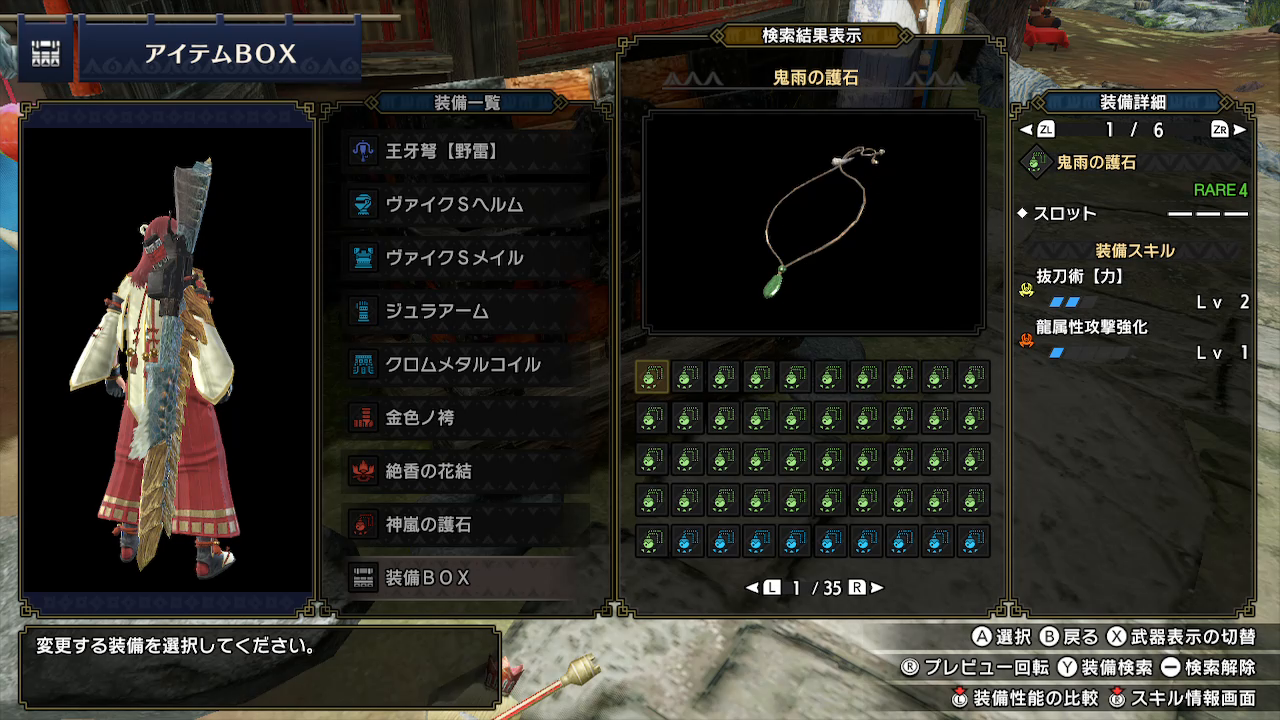 アイテムBOX
装備一覧
王牙弩【野雷】
ヴァイクSヘルム
ヴァイクSメイル
ジュラアーム
クロムメタルコイル
金色ノ袴
絶香の花結
神嵐の護石
装備BOX
検索結果表示
鬼雨の護石
L 1 / 35 R
装備詳細
ZL 1 / 6 ZR
鬼雨の護石
RARE 4
スロット
装備スキル
抜刀術【力】
Lv 2
龍属性攻撃強化
Lv 1
変更する装備を選択してください。
A 選択 B 戻る X 武器表示の切替
R プレビュー回転 Y 装備検索 − 検索解除
L 装備性能の比較 R スキル情報画面